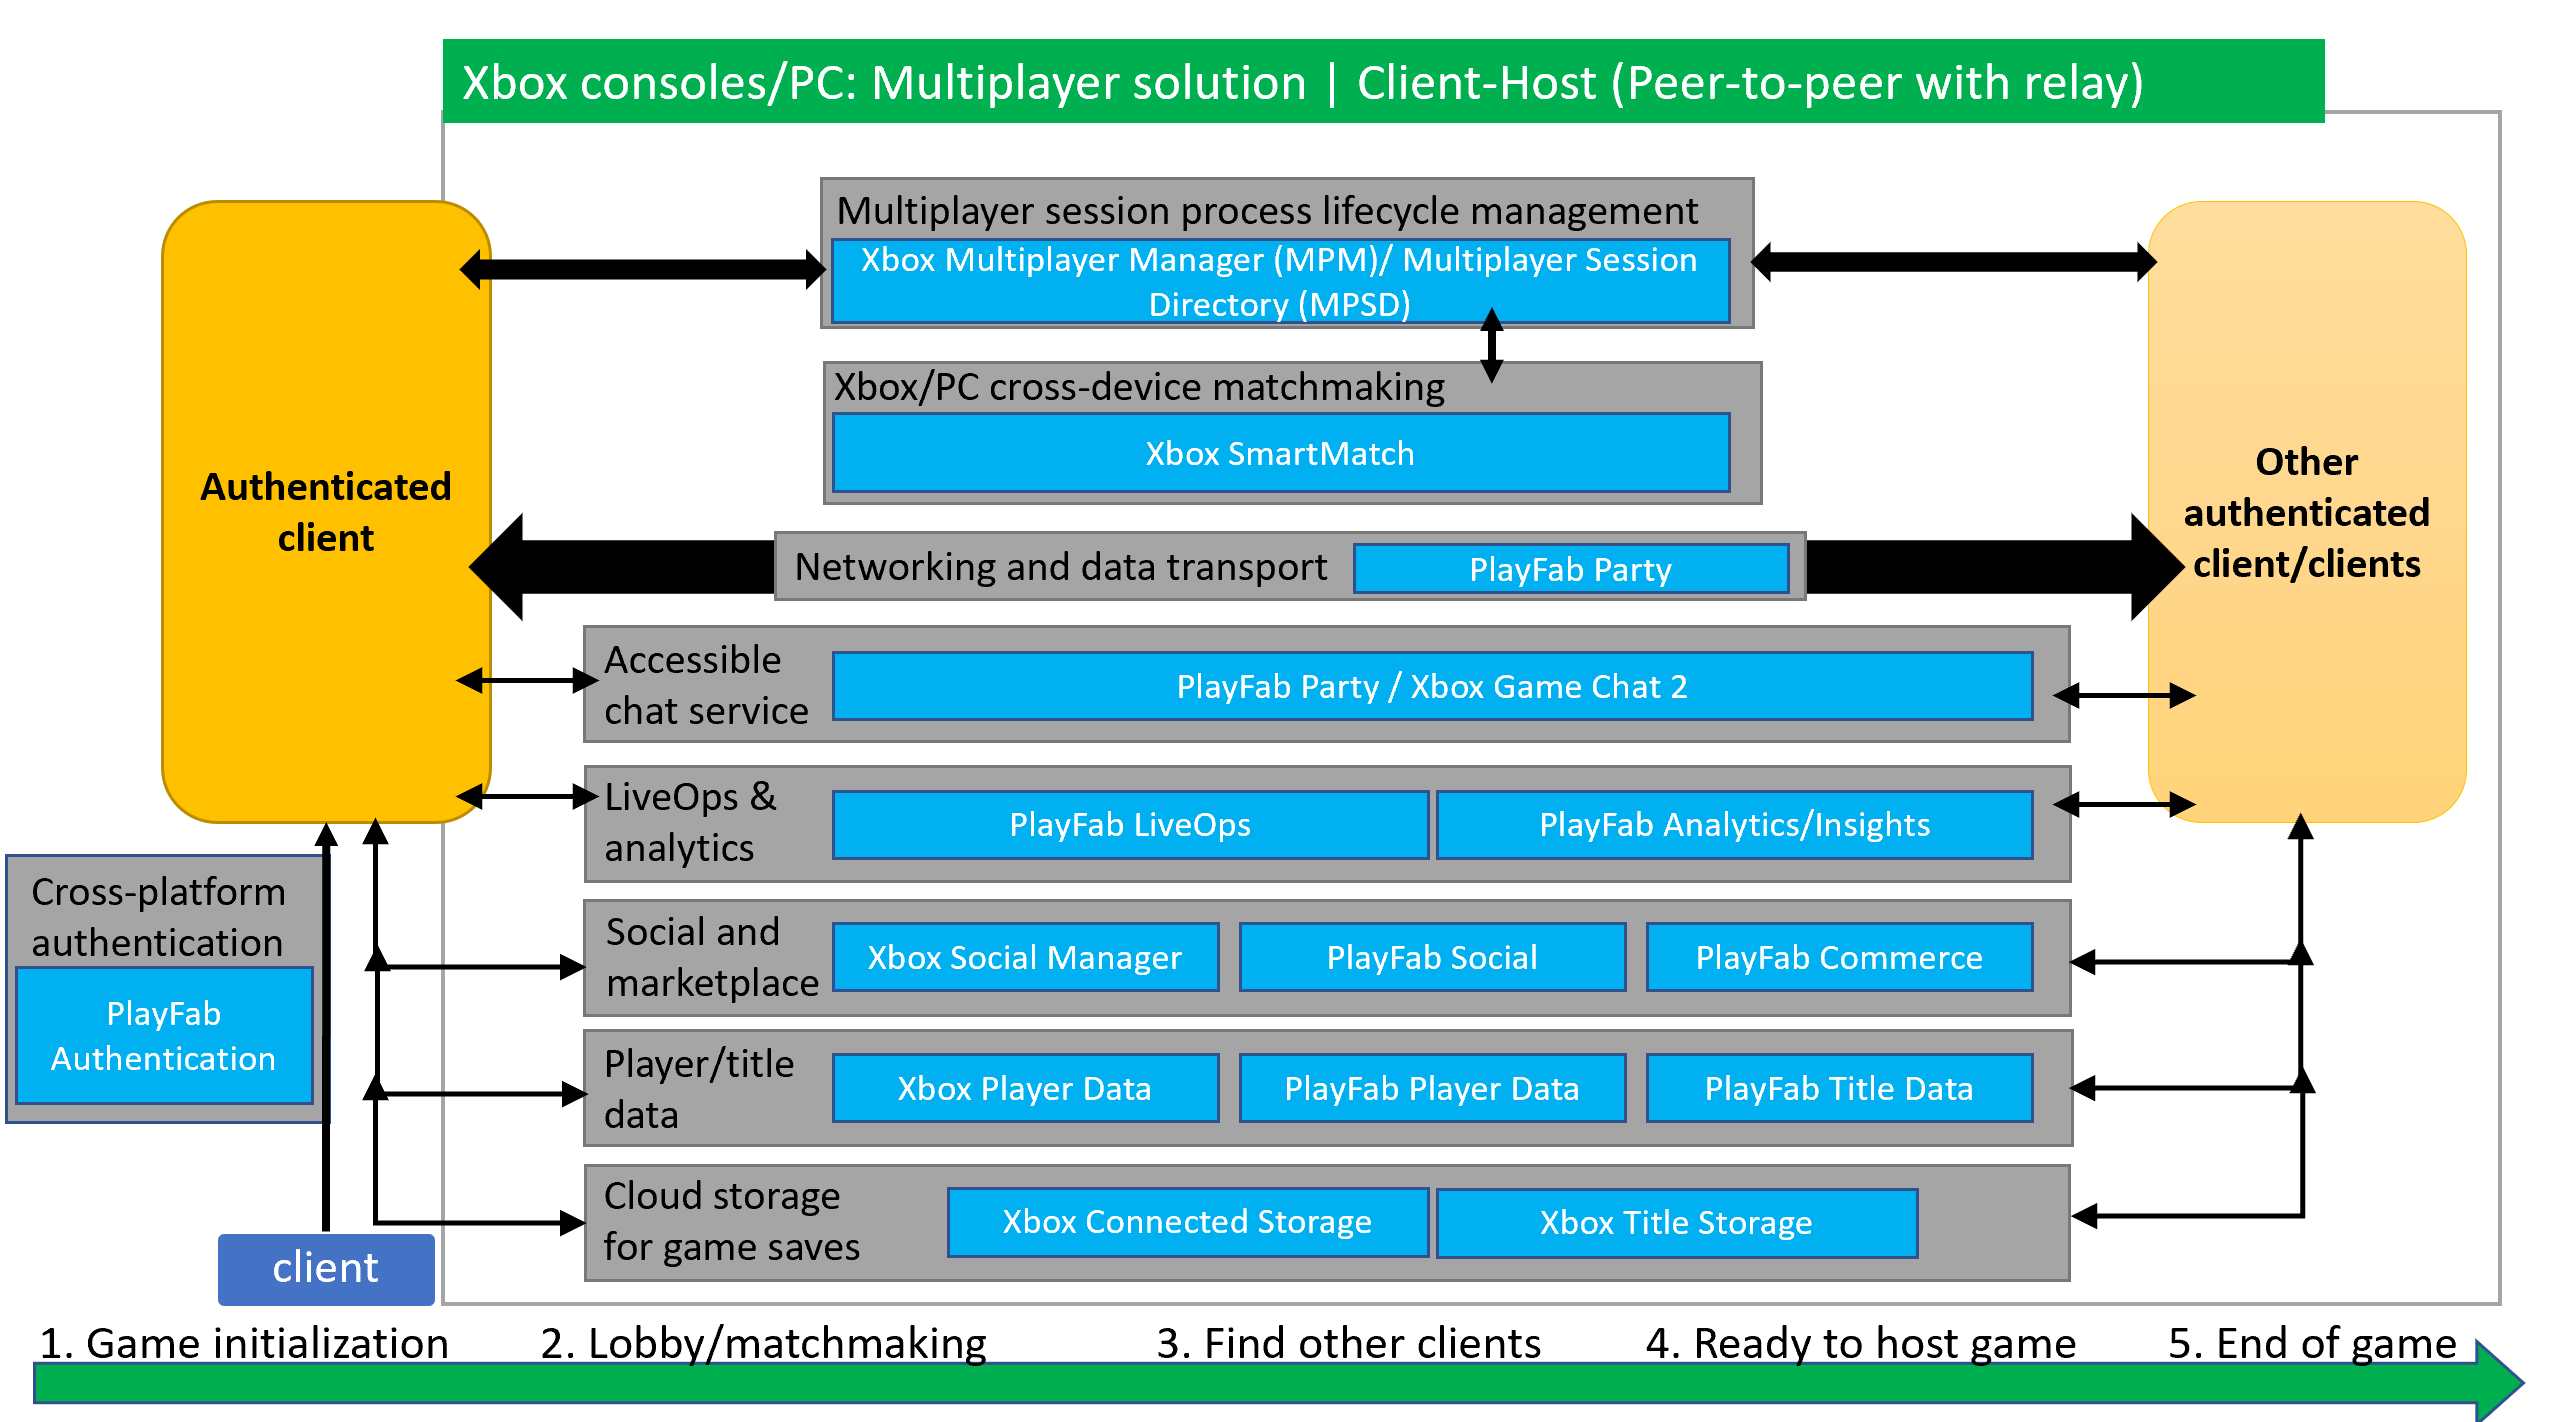 Xbox consoles/PC: Multiplayer solution | Client-Host (Peer-to-peer with relay)
Multiplayer session process lifecycle management
Xbox Multiplayer Manager (MPM)/ Multiplayer Session
Directory (MPSD)
Xbox/PC cross-device matchmaking
Xbox SmartMatch
Authenticated
client
Other
authenticated
client/clients
Networking and data transport
PlayFab Party
Accessible
chat service
PlayFab Party / Xbox Game Chat 2
LiveOps &
analytics
PlayFab LiveOps
PlayFab Analytics/Insights
Cross-platform
authentication
PlayFab
Authentication
Social and
marketplace
Xbox Social Manager
PlayFab Social
PlayFab Commerce
Player/title
data
Xbox Player Data
PlayFab Player Data
PlayFab Title Data
Cloud storage
for game saves
Xbox Connected Storage
Xbox Title Storage
client
1. Game initialization
2. Lobby/matchmaking
3. Find other clients
4. Ready to host game
5. End of game